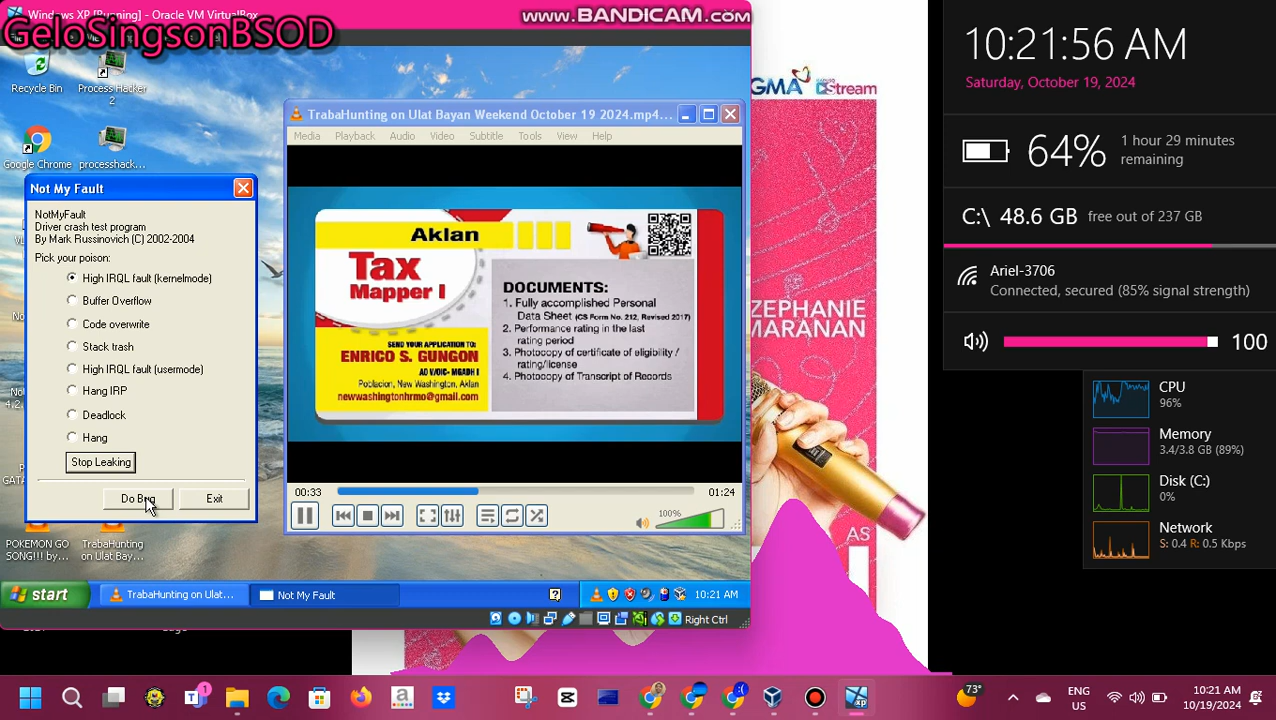 Windows XP [Running] - Oracle VM VirtualBox
GeloSingsonBSOD
www.BANDICAM.com
Recycle Bin
Google Chrome
processhack...
Not My Fault
NotMyFault
Driver crash test program
By Mark Russinovich (C) 2002-2004
Pick your poison:
High IRQL fault (kernelmode)
Buffer Overflow
Code overwrite
Stack trash
High IRQL fault (usermode)
Hang IRP
Deadlock
Hang
Stop Leaking
Do Bug
Exit
POKEMON GO
SONG!!! by...
TrabaHunting
on Ulat Bay...
TrabaHunting on Ulat Bayan Weekend October 19 2024.mp4...
Media Playback Audio Video Subtitle Tools View Help
Aklan
Tax
Mapper I
SEND YOUR APPLICATION TO:
ENRICO S. GUNGON
AO V/OIC- MGADH I
Poblacion, New Washington, Aklan
newwashingtonhrmo@gmail.com
DOCUMENTS:
1. Fully accomplished Personal
Data Sheet (CS Form No. 212, Revised 2017)
2. Performance rating in the last
rating period
3. Photocopy of certificate of eligibility /
rating/license
4. Photocopy of Transcript of Records
00:33
01:24
100%
start
TrabaHunting on Ulat...
Not My Fault
10:21 AM
Right Ctrl
GMA
Stream
ZEPHANIE
MARANAN
AS
10:21:56 AM
Saturday, October 19, 2024
64%
1 hour 29 minutes
remaining
C:\ 48.6 GB free out of 237 GB
Ariel-3706
Connected, secured (85% signal strength)
100
CPU
96%
Memory
3.4/3.8 GB (89%)
Disk (C:)
0%
Network
S: 0.4 R: 0.5 Kbps
73°
ENG
US
10:21 AM
10/19/2024